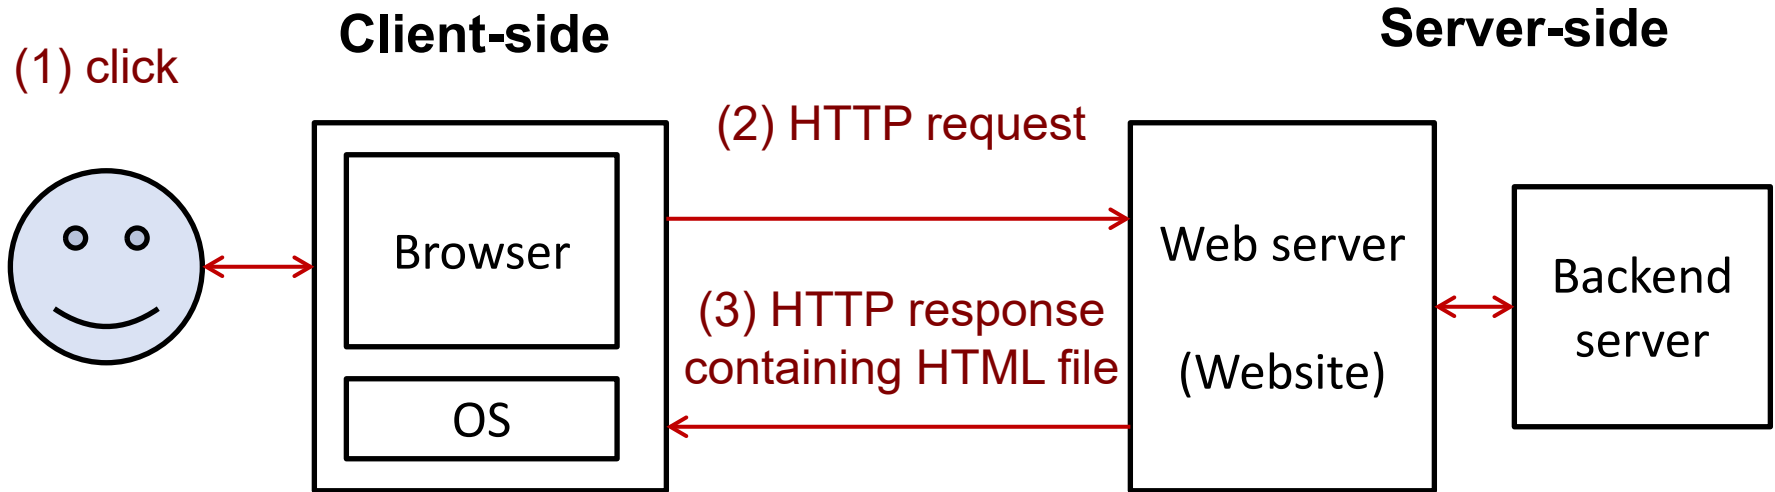 Client-side
Server-side
(1) click
(2) HTTP request
Browser
OS
(3) HTTP response
containing HTML file
Web server
(Website)
Backend
server